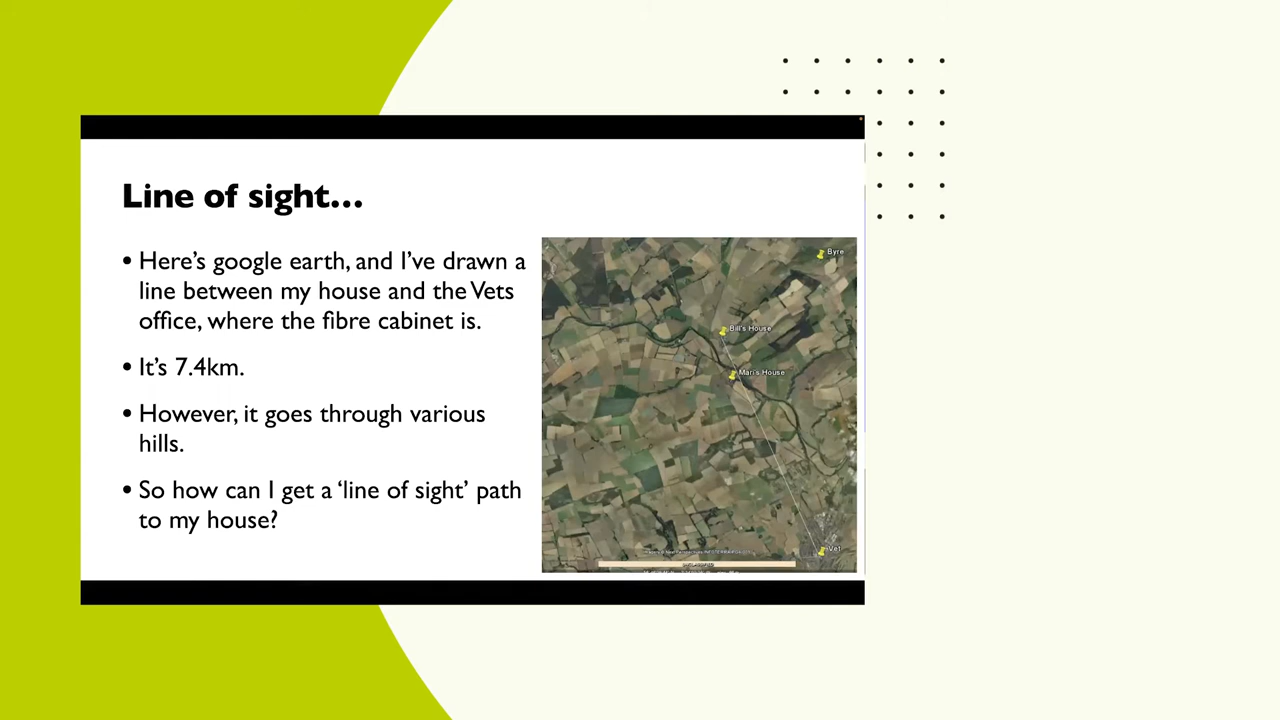 Line of sight...
• Here's google earth, and I've drawn a
line between my house and the Vets
office, where the fibre cabinet is.
• It's 7.4km.
• However, it goes through various
hills.
• So how can I get a 'line of sight' path
to my house?
Byre
Bill's House
Mari's House
Vet